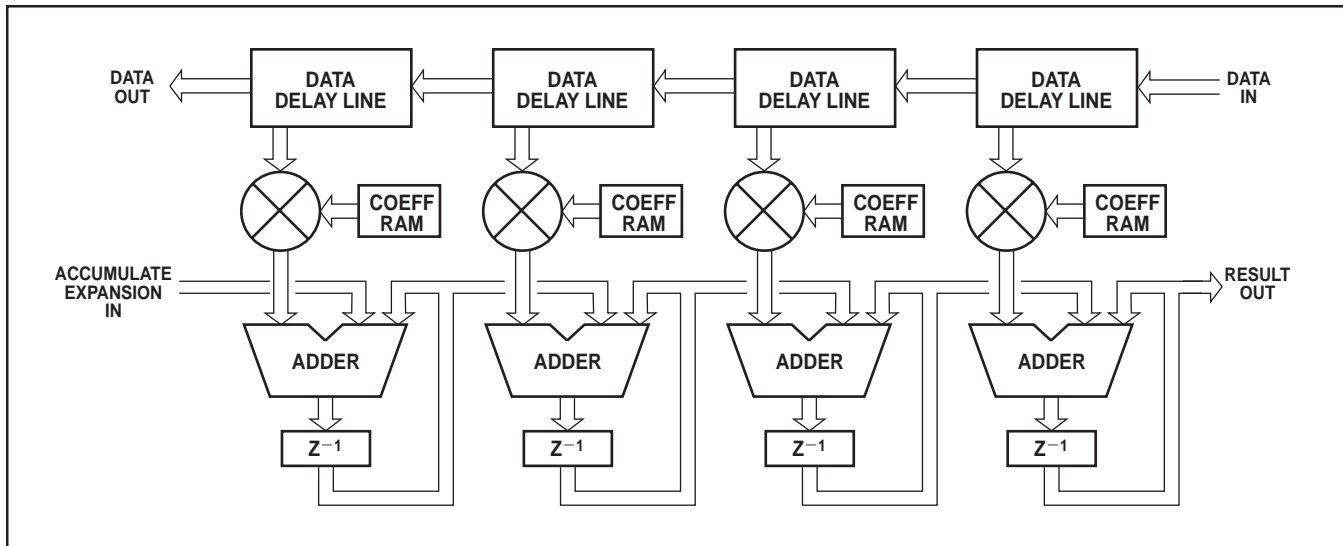 DATA
OUT
DATA
DELAY LINE
DATA
DELAY LINE
DATA
DELAY LINE
DATA
DELAY LINE
DATA
IN
COEFF
RAM
COEFF
RAM
COEFF
RAM
COEFF
RAM
ACCUMULATE
EXPANSION
IN
RESULT
OUT
ADDER
ADDER
ADDER
ADDER
Z⁻¹
Z⁻¹
Z⁻¹
Z⁻¹